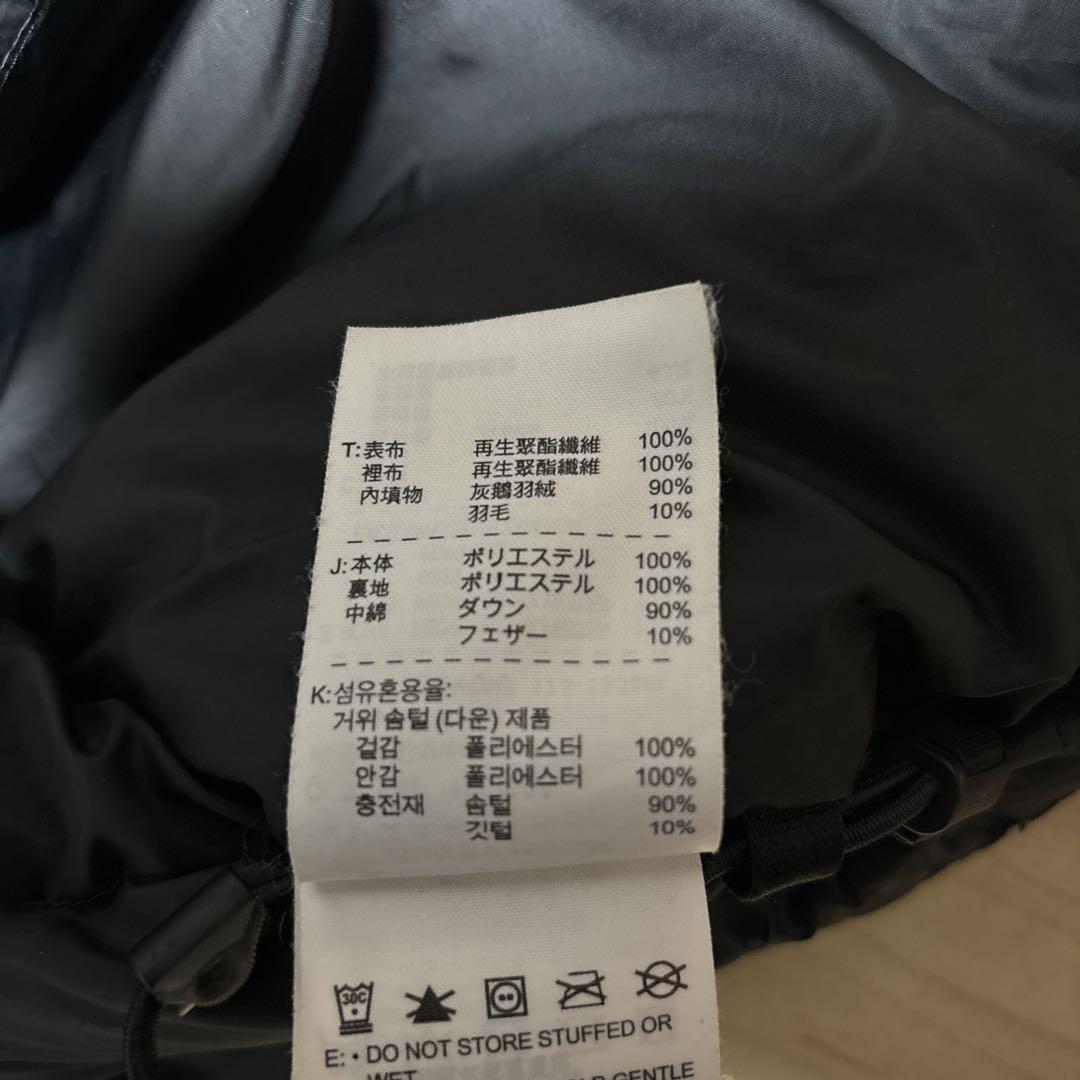 T:表布 再生聚酯纖維 100%
裡布 再生聚酯纖維 100%
內填物 灰鵝羽絨 90%
羽毛 10%
J:本体 ポリエステル 100%
裏地 ポリエステル 100%
中綿 ダウン 90%
フェザー 10%
K:섬유혼용율:
거위 솜털 (다운) 제품
겉감 폴리에스터 100%
안감 폴리에스터 100%
충전재 솜털 90%
깃털 10%
30C
E: • DO NOT STORE STUFFED OR
WET
GENTLE